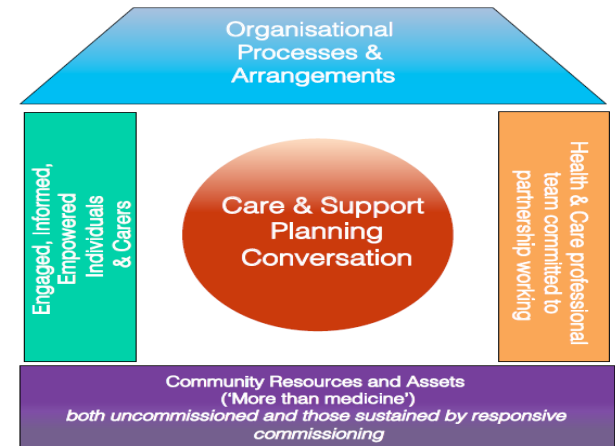 Organisational
Processes &
Arrangements
Engaged, Informed,
Empowered
Individuals
& Carers
Care & Support
Planning
Conversation
Health & Care professional
team committed to
partnership working
Community Resources and Assets
(‘More than medicine’)
both uncommissioned and those sustained by responsive
commissioning